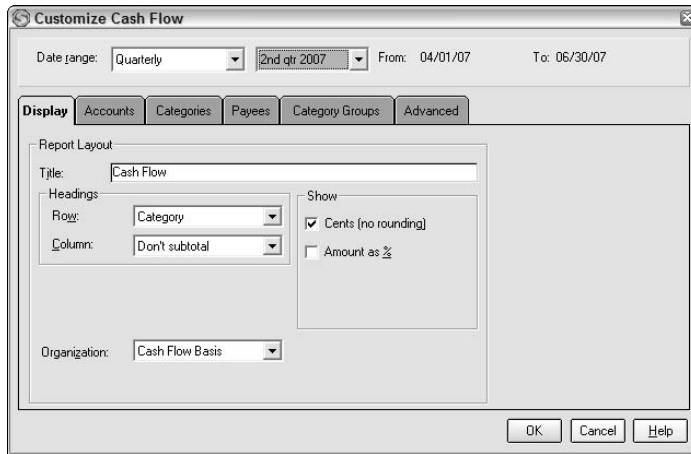 Customize Cash Flow
Date range: Quarterly 2nd qtr 2007 From: 04/01/07 To: 06/30/07
Display Accounts Categories Payees Category Groups Advanced
Report Layout
Title: Cash Flow
Headings Show
Row: Category Cents (no rounding)
Column: Don't subtotal Amount as %
Organization: Cash Flow Basis
OK Cancel Help